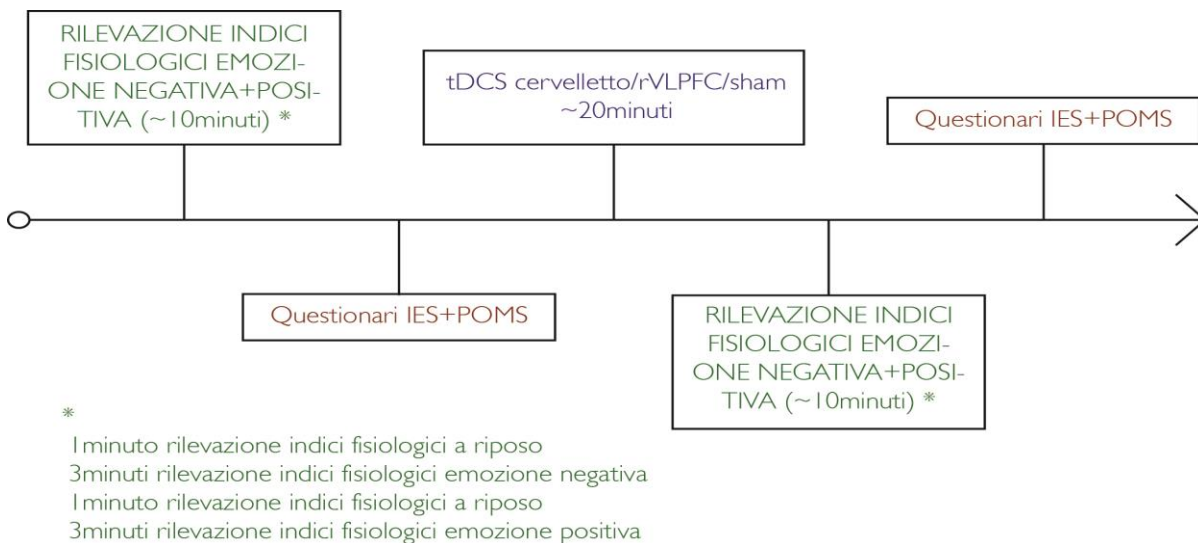 RILEVAZIONE INDICI
FISIOLOGICI EMOZI-
ONE NEGATIVA+POSI-
TIVA (~10minuti) *
Questionari IES+POMS
tDCS cervelletto/rVLPFC/sham
~20minuti
RILEVAZIONE INDICI
FISIOLOGICI EMOZI-
ONE NEGATIVA+POSI-
TIVA (~10minuti) *
Questionari IES+POMS
*
1minuto rilevazione indici fisiologici a riposo
3minuti rilevazione indici fisiologici emozione negativa
1minuto rilevazione indici fisiologici a riposo
3minuti rilevazione indici fisiologici emozione positiva